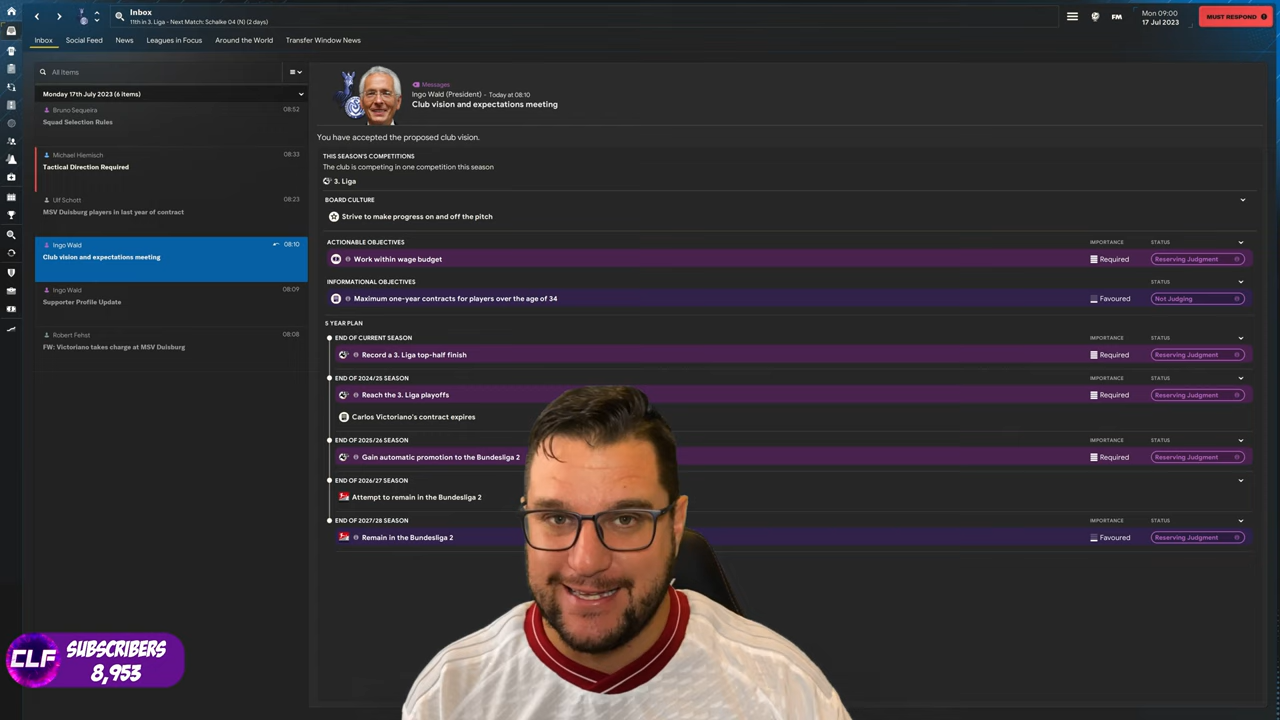 Inbox
11th in 3. Liga - Next Match: Schalke 04 (N) (2 days)
FM
Mon 09:00
17 Jul 2023
MUST RESPOND
Inbox
Social Feed
News
Leagues in Focus
Around the World
Transfer Window News
All Items
Monday 17th July 2023 (6 items)
Bruno Sequeira 08:52
Squad Selection Rules
Michael Hiemisch 08:33
Tactical Direction Required
Ulf Schott 08:23
MSV Duisburg players in last year of contract
Ingo Wald 08:10
Club vision and expectations meeting
Ingo Wald 08:09
Supporter Profile Update
Robert Fehst 08:08
FW: Victoriano takes charge at MSV Duisburg
Messages
Ingo Wald (President) - Today at 08:10
Club vision and expectations meeting
You have accepted the proposed club vision.
THIS SEASON'S COMPETITIONS
The club is competing in one competition this season
3. Liga
BOARD CULTURE
Strive to make progress on and off the pitch
ACTIONABLE OBJECTIVES IMPORTANCE STATUS
Work within wage budget Required Reserving Judgment
INFORMATIONAL OBJECTIVES IMPORTANCE STATUS
Maximum one-year contracts for players over the age of 34 Favoured Not Judging
5 YEAR PLAN
END OF CURRENT SEASON IMPORTANCE STATUS
Record a 3. Liga top-half finish Required Reserving Judgment
END OF 2024/25 SEASON IMPORTANCE STATUS
Reach the 3. Liga playoffs Required Reserving Judgment
Carlos Victoriano's contract expires
END OF 2025/26 SEASON IMPORTANCE STATUS
Gain automatic promotion to the Bundesliga 2 Required Reserving Judgment
END OF 2026/27 SEASON
Attempt to remain in the Bundesliga 2
END OF 2027/28 SEASON IMPORTANCE STATUS
Remain in the Bundesliga 2 Favoured Reserving Judgment
CLF
SUBSCRIBERS
8,953